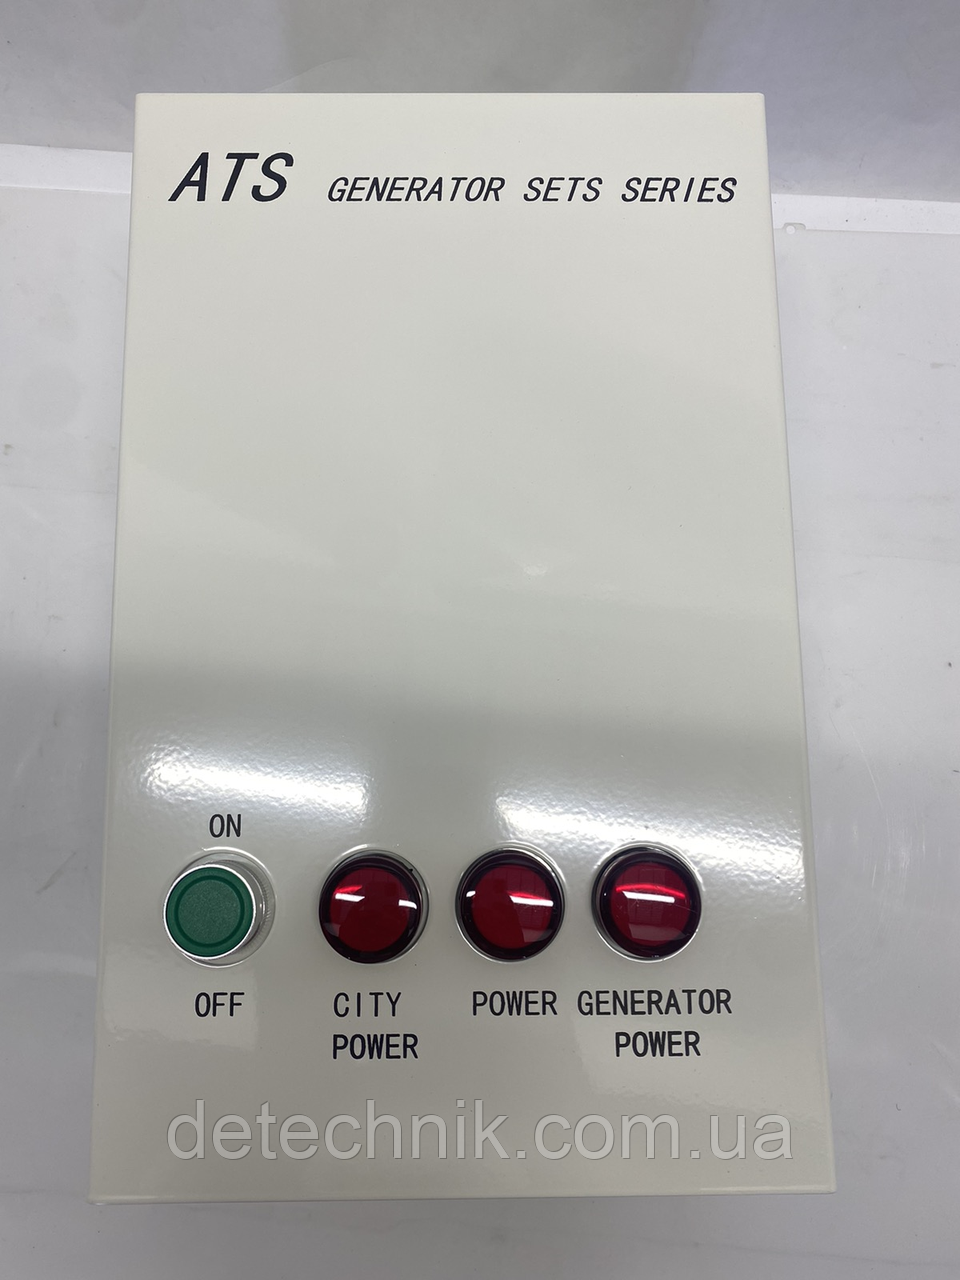 ATS GENERATOR SETS SERIES
ON
OFF
CITY POWER
POWER
GENERATOR POWER
detechnik.com.ua